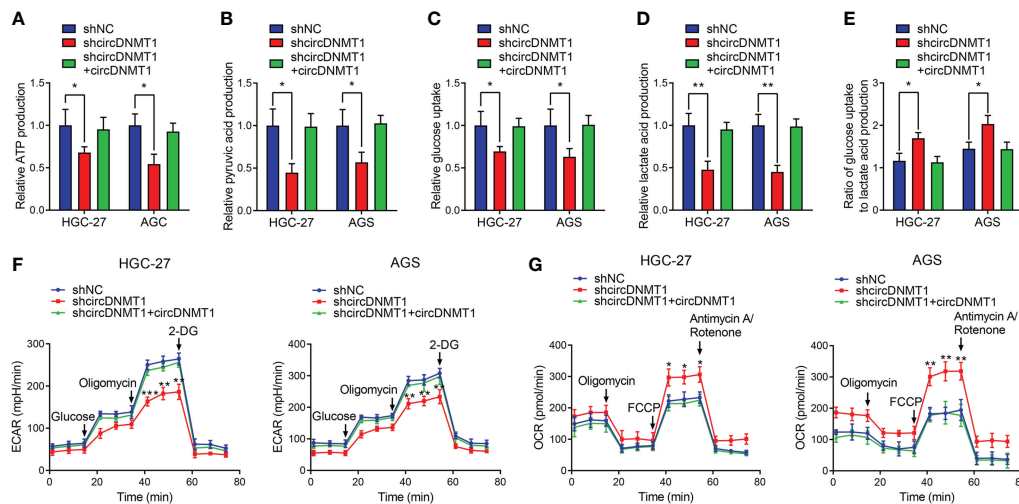 A
shNC
shcircDNMT1
shcircDNMT1
+circDNMT1
Relative ATP production
1.5
1.0
0.5
0.0
*
*
HGC-27
AGC
B
shNC
shcircDNMT1
shcircDNMT1
+circDNMT1
Relative pyruvic acid production
1.5
1.0
0.5
0.0
*
*
HGC-27
AGS
C
shNC
shcircDNMT1
shcircDNMT1
+circDNMT1
Relative glucose uptake
1.5
1.0
0.5
0.0
*
*
HGC-27
AGS
D
shNC
shcircDNMT1
shcircDNMT1
+circDNMT1
Relative lactate production
1.5
1.0
0.5
0.0
**
**
HGC-27
AGS
E
shNC
shcircDNMT1
shcircDNMT1
+circDNMT1
Ratio of glucose uptake
to lactate acid production
3
2
1
0
*
*
HGC-27
AGS
F
HGC-27
shNC
shcircDNMT1
shcircDNMT1+circDNMT1
2-DG
Oligomycin
Glucose
*** ** **
ECAR (mpH/min)
300
200
100
0
0 20 40 60 80
Time (min)
AGS
shNC
shcircDNMT1
shcircDNMT1+circDNMT1
2-DG
Oligomycin
Glucose
** ** **
ECAR (mpH/min)
400
300
200
100
0
0 20 40 60 80
Time (min)
G
HGC-27
shNC
shcircDNMT1
shcircDNMT1+circDNMT1
Antimycin A/
Rotenone
Oligomycin
FCCP
* * *
OCR (pmol/min)
400
300
200
100
0
0 20 40 60 80
Time (min)
AGS
shNC
shcircDNMT1
shcircDNMT1+circDNMT1
Antimycin A/
Rotenone
Oligomycin
FCCP
** ** **
OCR (pmol/min)
400
300
200
100
0
0 20 40 60 80
Time (min)